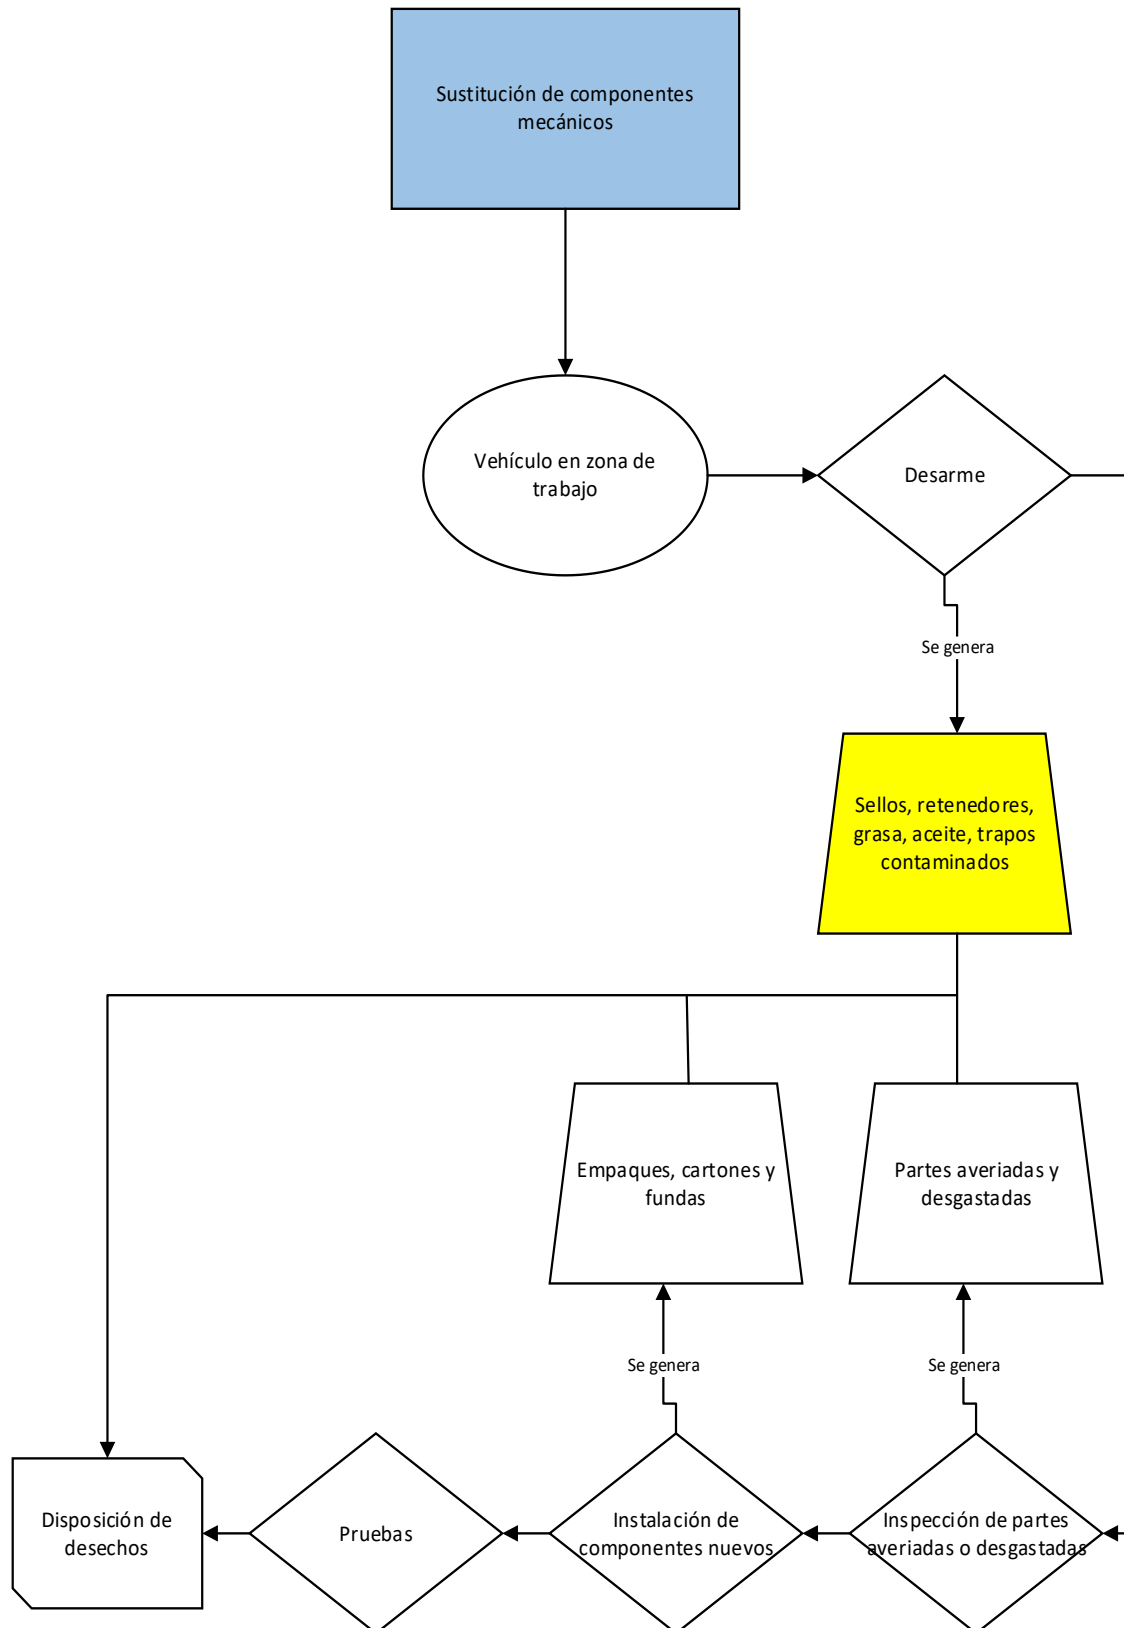 Sustitución de componentes
mecánicos
Vehículo en zona de
trabajo
Desarme
Se genera
Sellos, retenedores,
grasa, aceite, trapos
contaminados
Empaques, cartones y
fundas
Partes averiadas y
desgastadas
Se genera
Se genera
Disposición de
desechos
Pruebas
Instalación de
componentes nuevos
Inspección de partes
averiadas o desgastadas